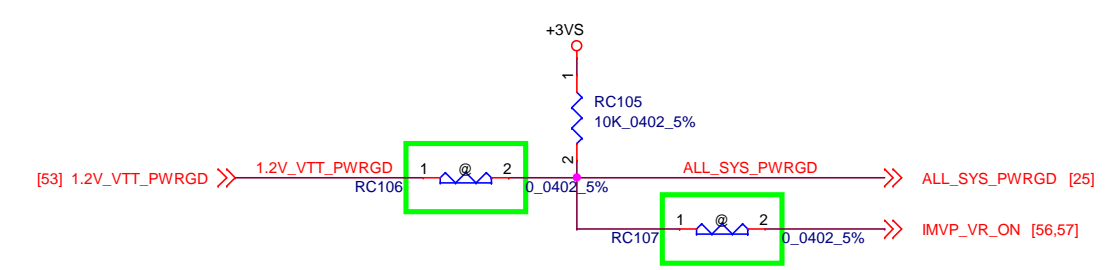 +3VS
1
RC105
10K_0402_5%
2
[53] 1.2V_VTT_PWRGD
1.2V_VTT_PWRGD
1
@
2
RC106
0_0402_5%
ALL_SYS_PWRGD
ALL_SYS_PWRGD [25]
1
@
2
RC107
0_0402_5%
IMVP_VR_ON [56,57]